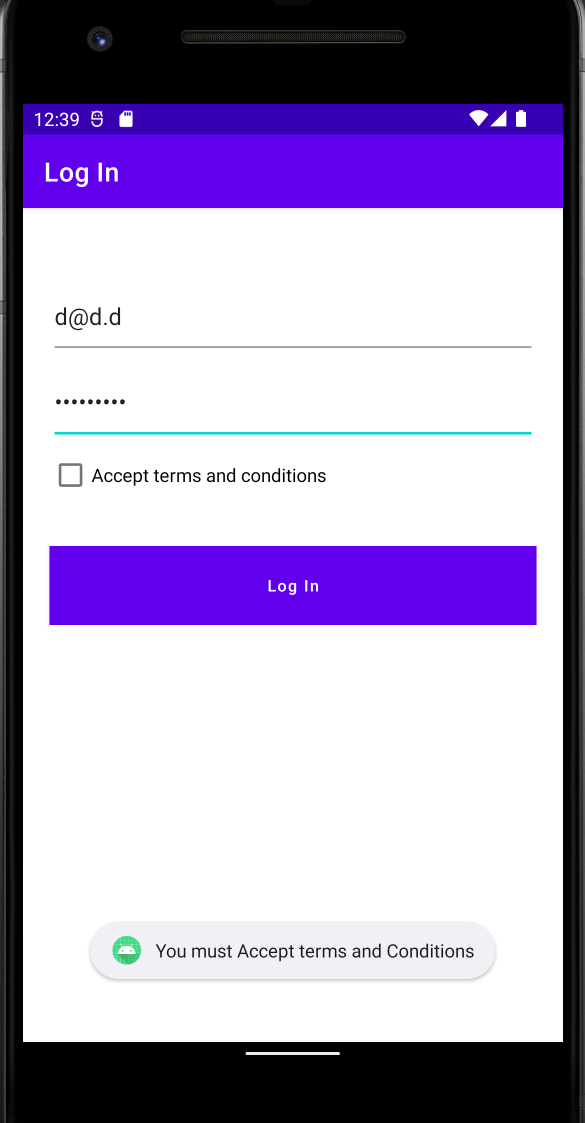 12:39
Log In
d@d.d
•••••••••
Accept terms and conditions
Log In
You must Accept terms and Conditions